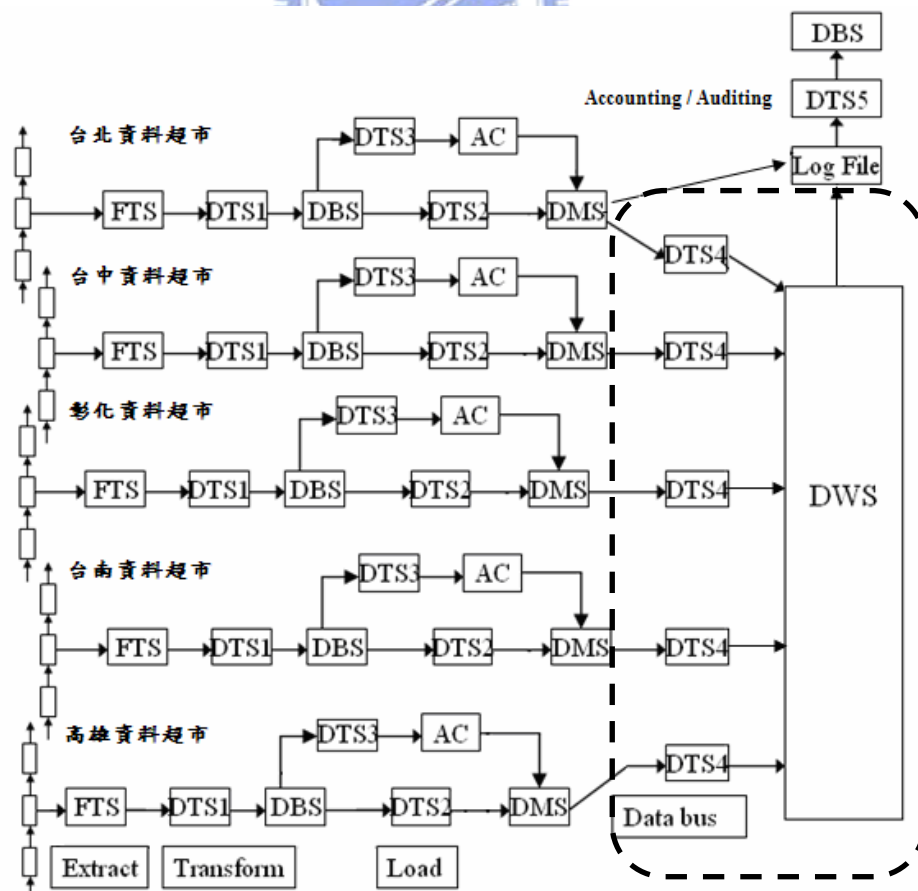 DBS
Accounting / Auditing
DTS5
Log File
台北資料超市
DTS3
AC
FTS
DTS1
DBS
DTS2
DMS
DTS4
台中資料超市
DTS3
AC
FTS
DTS1
DBS
DTS2
DMS
DTS4
彰化資料超市
DTS3
AC
FTS
DTS1
DBS
DTS2
DMS
DTS4
DWS
台南資料超市
DTS3
AC
FTS
DTS1
DBS
DTS2
DMS
DTS4
高雄資料超市
DTS3
AC
DTS4
FTS
DTS1
DBS
DTS2
DMS
Data bus
Extract
Transform
Load